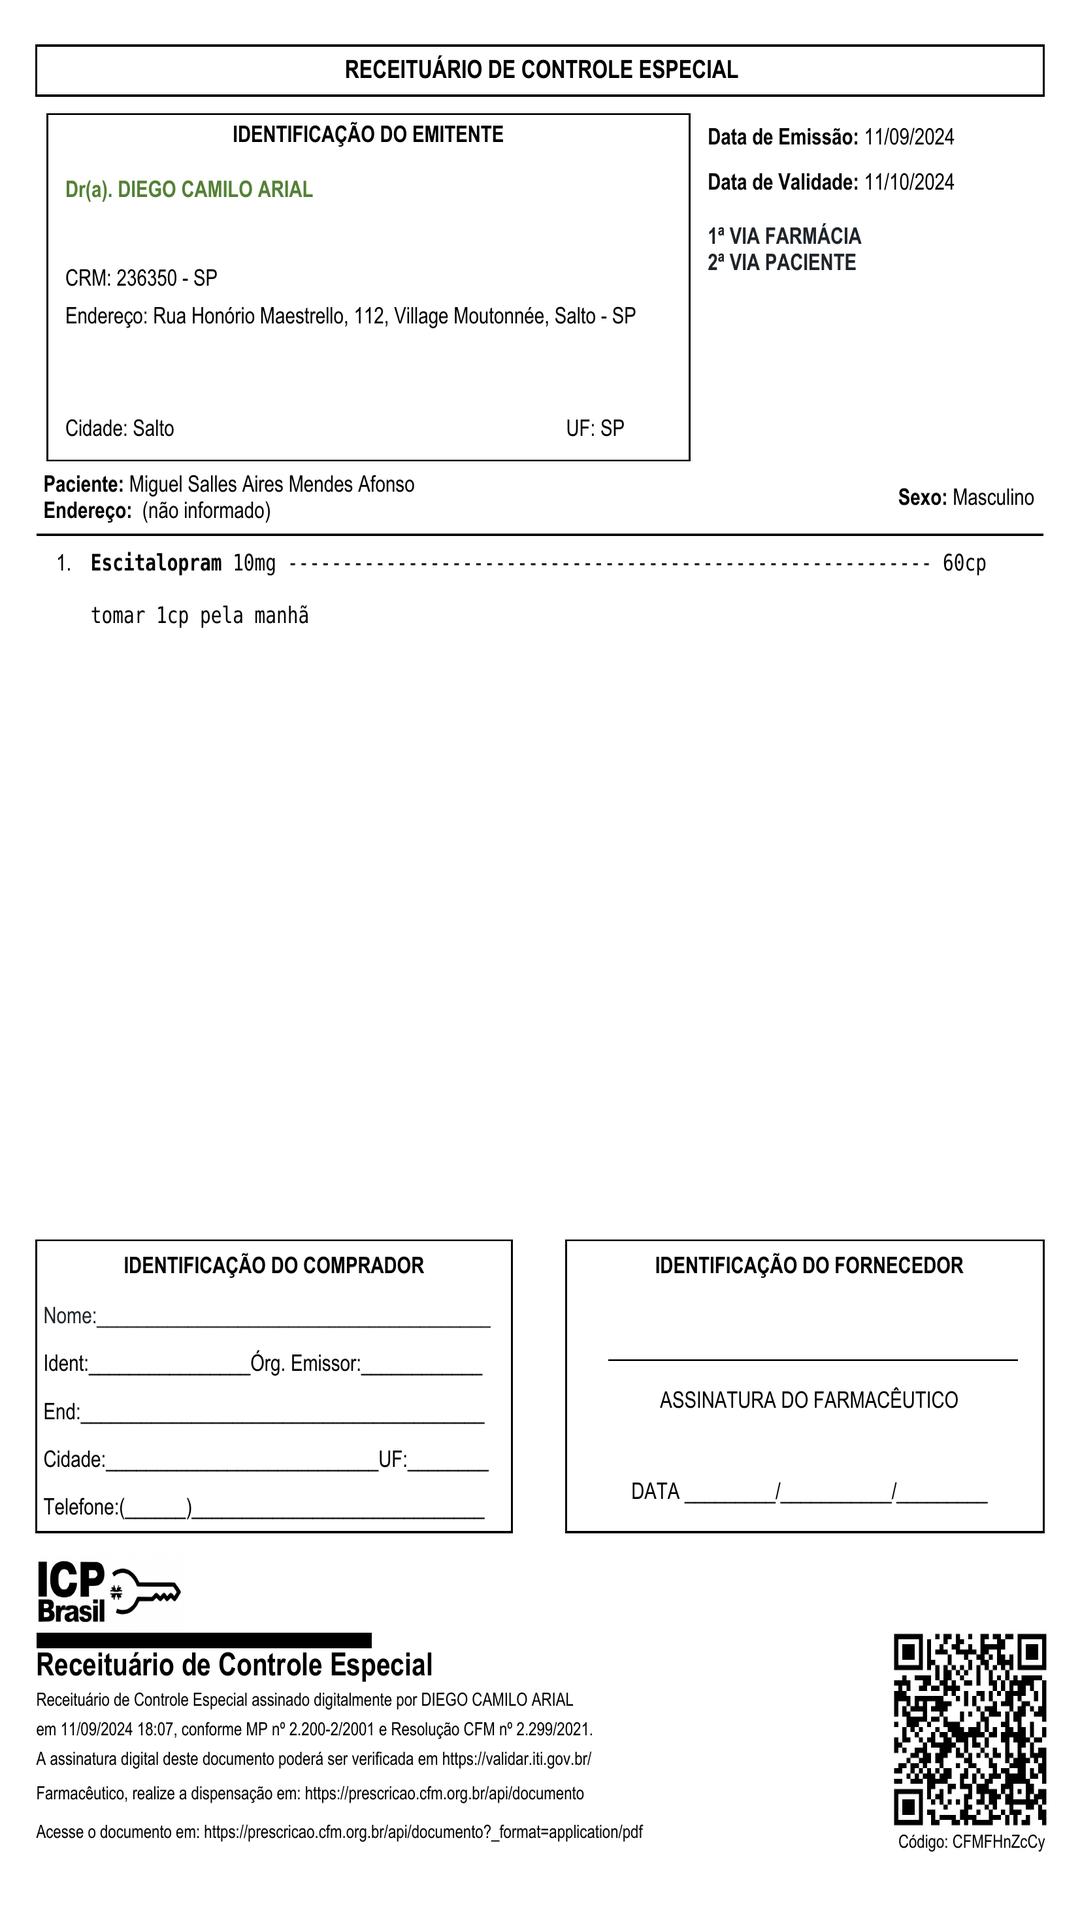 RECEITUÁRIO DE CONTROLE ESPECIAL
IDENTIFICAÇÃO DO EMITENTE
Dr(a). DIEGO CAMILO ARIAL
CRM: 236350 - SP
Endereço: Rua Honório Maestrello, 112, Village Moutonnée, Salto - SP
Cidade: Salto UF: SP
Data de Emissão: 11/09/2024
Data de Validade: 11/10/2024
1ª VIA FARMÁCIA
2ª VIA PACIENTE
Paciente: Miguel Salles Aires Mendes Afonso
Endereço: (não informado)
Sexo: Masculino
1. Escitalopram 10mg ----------------------------------------------------------- 60cp
tomar 1cp pela manhã
IDENTIFICAÇÃO DO COMPRADOR
Nome:_______________________________________
Ident:________________Órg. Emissor:____________
End:________________________________________
Cidade:___________________________UF:________
Telefone:(______)_____________________________
IDENTIFICAÇÃO DO FORNECEDOR
ASSINATURA DO FARMACÊUTICO
DATA _________/___________/_________
ICP
Brasil
Receituário de Controle Especial
Receituário de Controle Especial assinado digitalmente por DIEGO CAMILO ARIAL
em 11/09/2024 18:07, conforme MP nº 2.200-2/2001 e Resolução CFM nº 2.299/2021.
A assinatura digital deste documento poderá ser verificada em https://validar.iti.gov.br/
Farmacêutico, realize a dispensação em: https://prescricao.cfm.org.br/api/documento
Acesse o documento em: https://prescricao.cfm.org.br/api/documento?_format=application/pdf
Código: CFMFHnZcCy